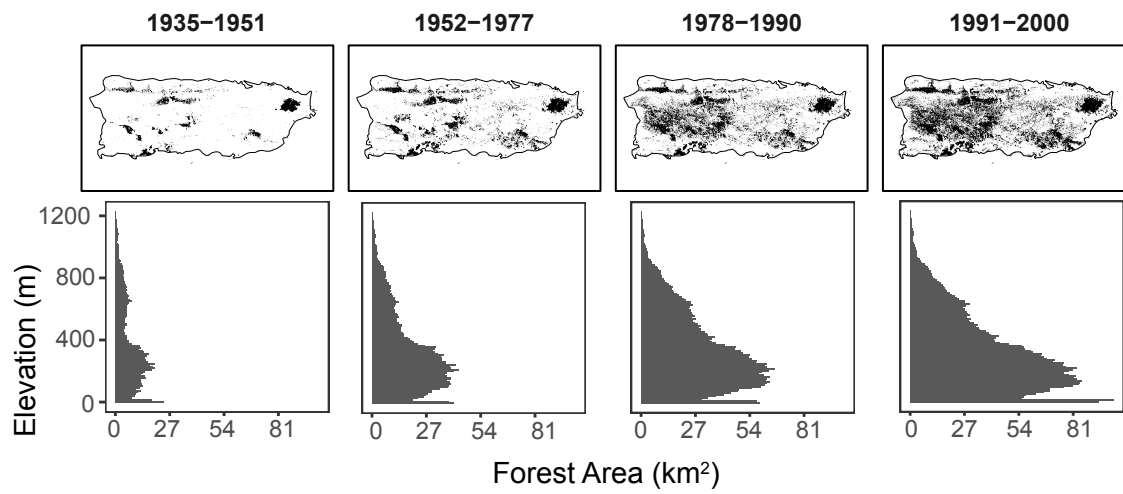 1935−1951 1952−1977 1978−1990 1991−2000
1200
800
400
0
Elevation (m)
0 27 54 81 0 27 54 81 0 27 54 81 0 27 54 81
Forest Area (km²)